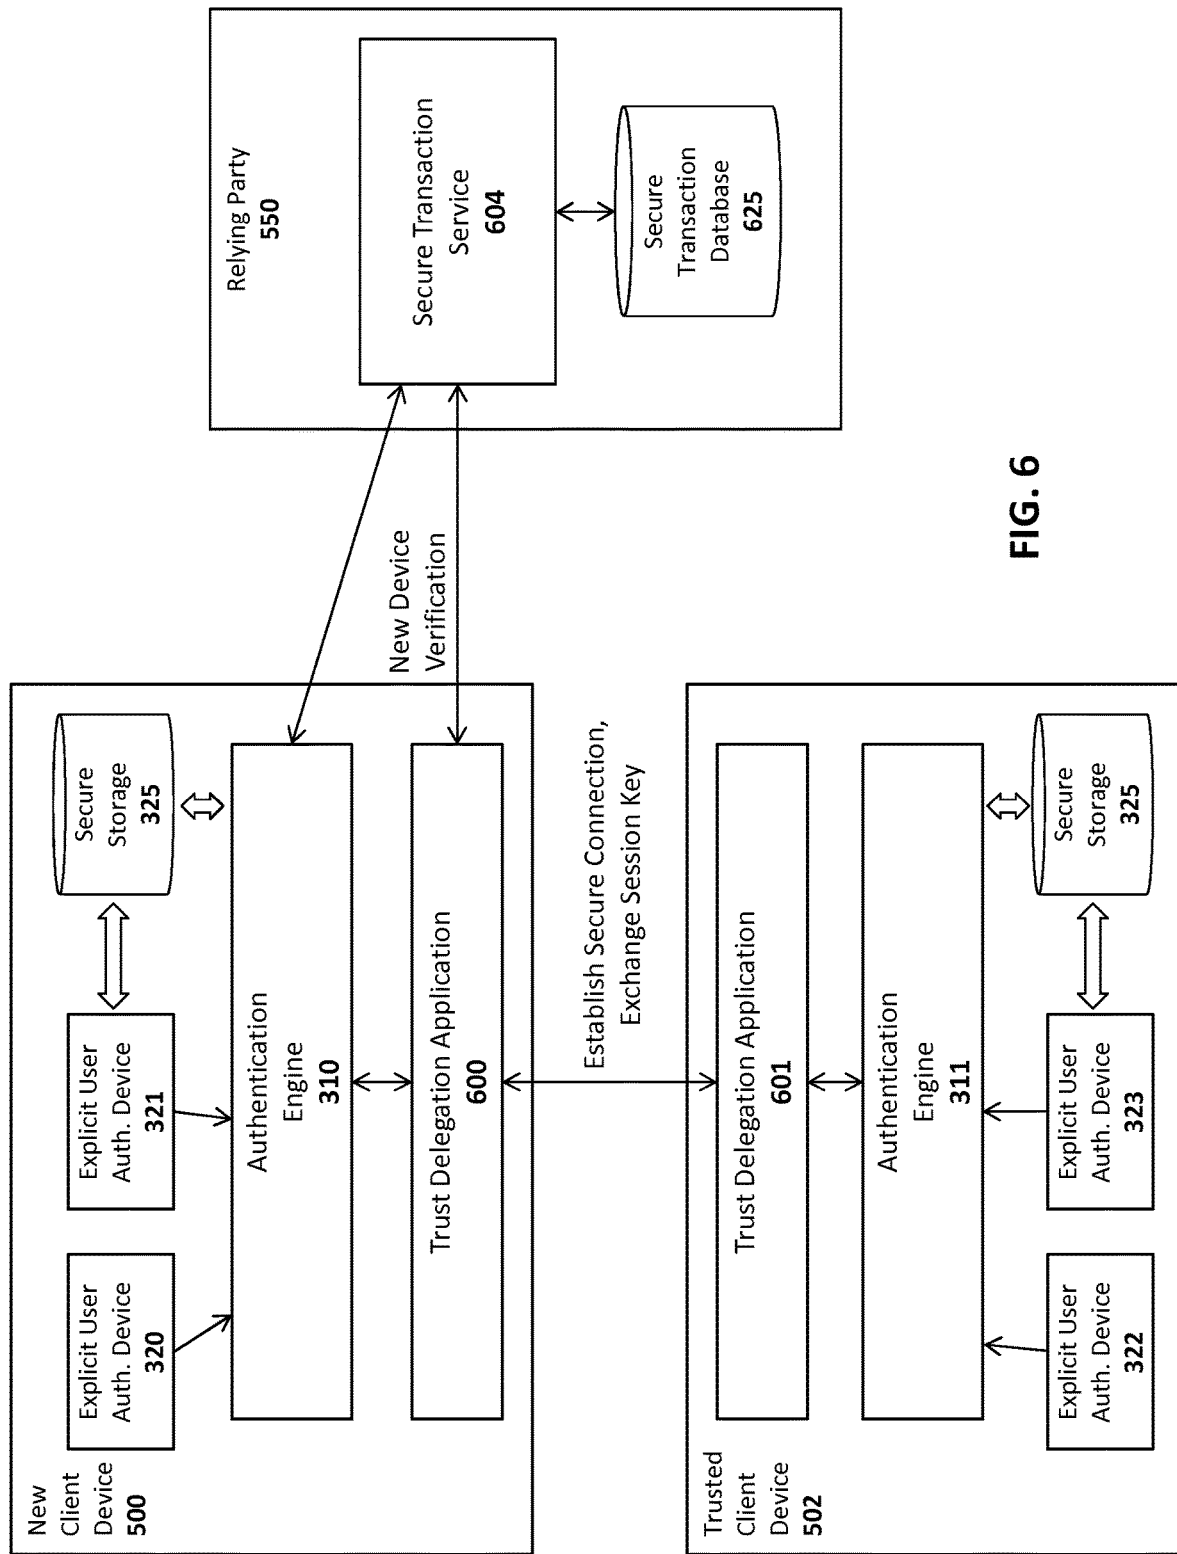 New
Client
Device
500
Explicit User
Auth. Device
320
Explicit User
Auth. Device
321
Secure
Storage
325
Authentication
Engine
310
Trust Delegation Application
600
New Device
Verification
Relying Party
550
Secure Transaction
Service
604
Secure
Transaction
Database
625
Establish Secure Connection,
Exchange Session Key
Trusted
Client
Device
502
Trust Delegation Application
601
Authentication
Engine
311
Explicit User
Auth. Device
322
Explicit User
Auth. Device
323
Secure
Storage
325
FIG. 6